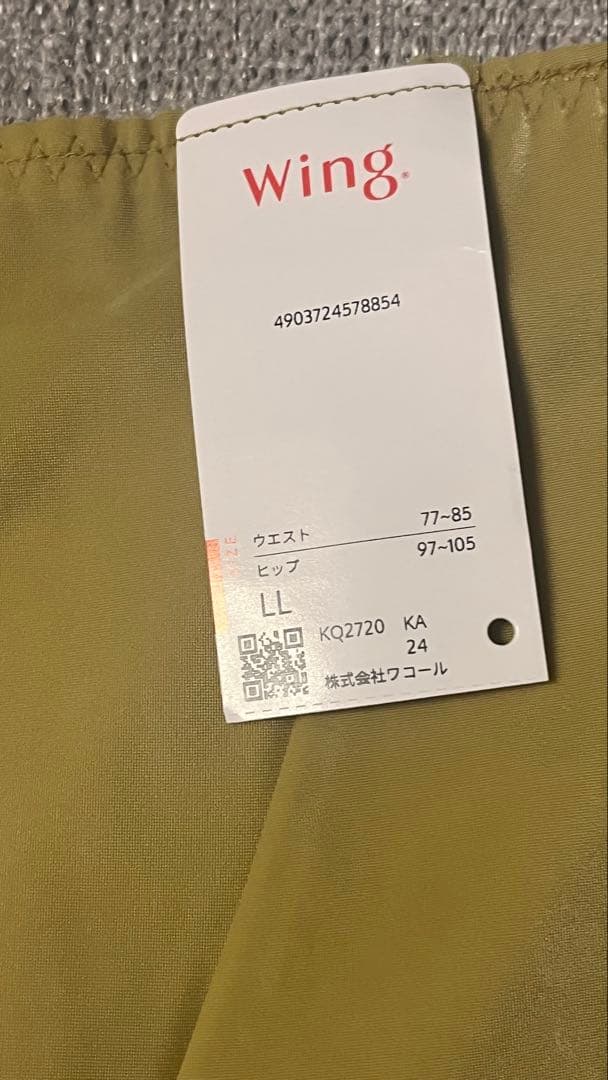 Wing®
4903724578854
ウエスト 77~85
ヒップ 97~105
LL
KQ2720 KA
24
株式会社ワコール